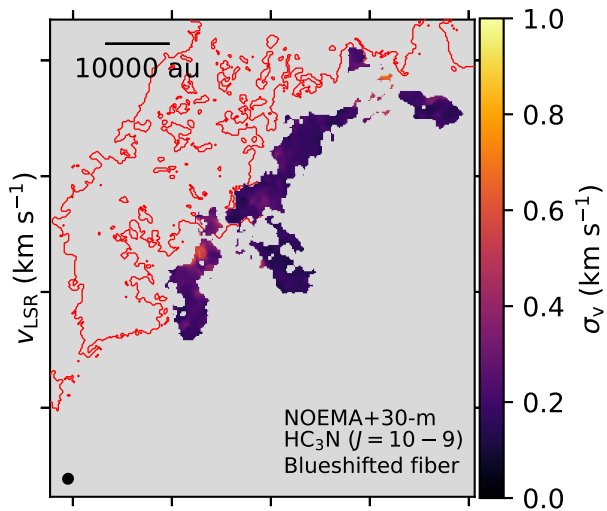 10000 au
v_LSR (km s⁻¹)
NOEMA+30-m
HC₃N (J = 10 − 9)
Blueshifted fiber
1.0
0.8
0.6
0.4
0.2
0.0
σ_v (km s⁻¹)